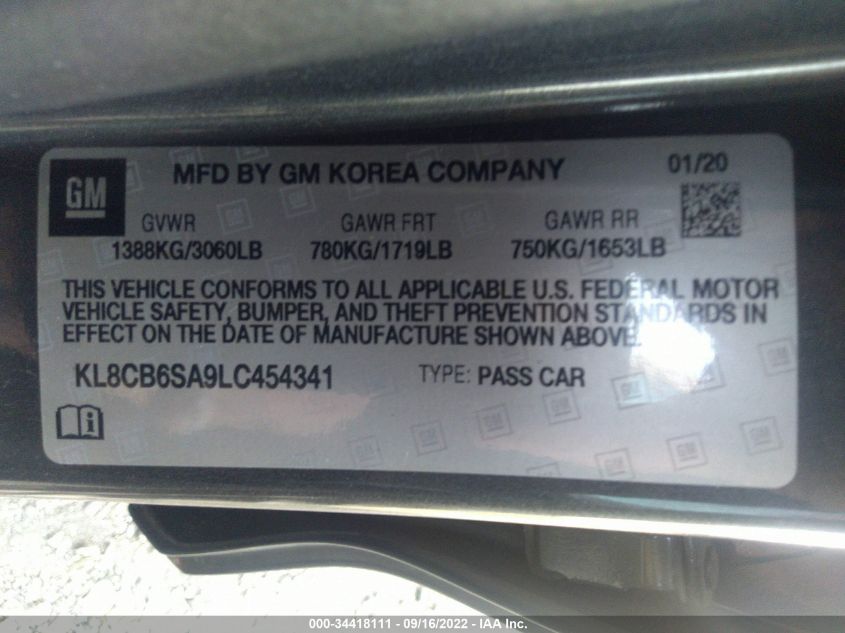 GM
MFD BY GM KOREA COMPANY 01/20
GVWR GAWR FRT GAWR RR
1388KG/3060LB 780KG/1719LB 750KG/1653LB
THIS VEHICLE CONFORMS TO ALL APPLICABLE U.S. FEDERAL MOTOR
VEHICLE SAFETY, BUMPER, AND THEFT PREVENTION STANDARDS IN
EFFECT ON THE DATE OF MANUFACTURE SHOWN ABOVE.
KL8CB6SA9LC454341 TYPE: PASS CAR
000-34418111 - 09/16/2022 - IAA Inc.